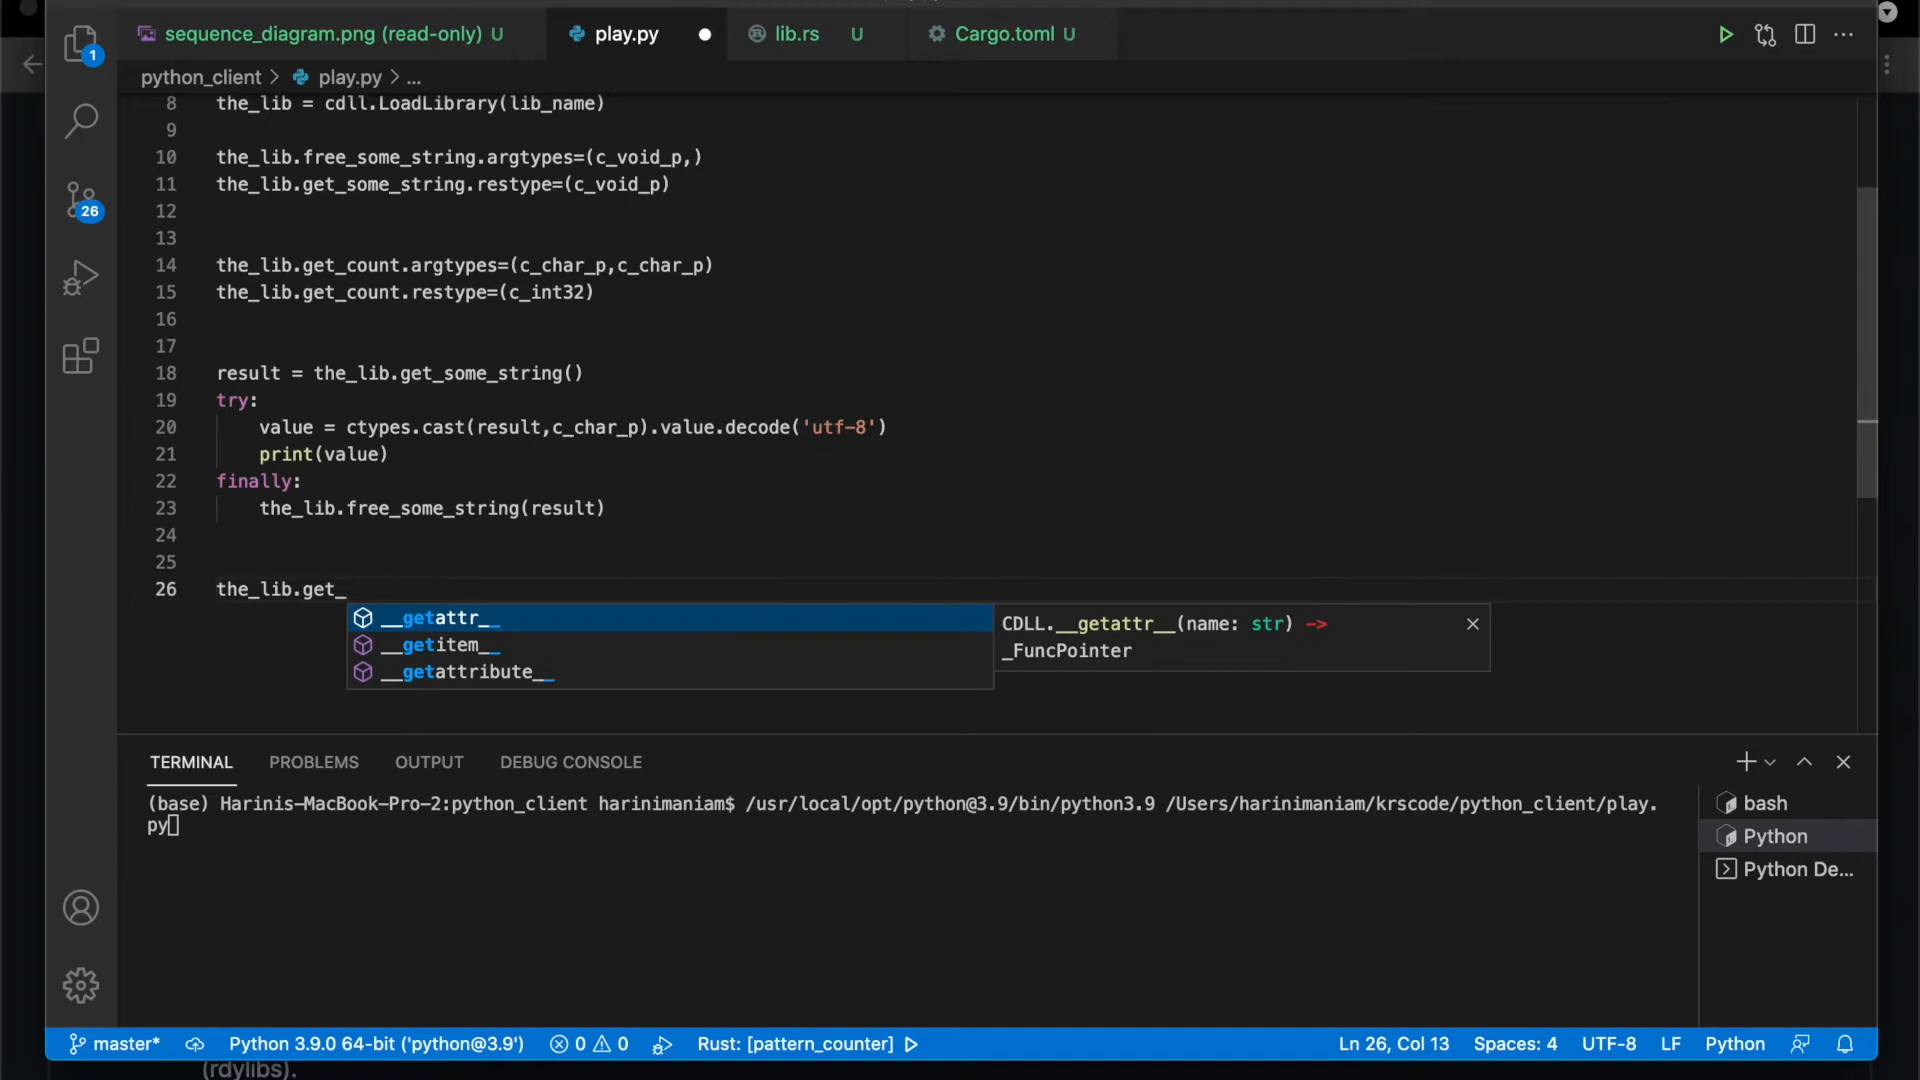 sequence_diagram.png (read-only) U
play.py
lib.rs U
Cargo.toml U
python_client > play.py > ...
1
26
8 the_lib = cdll.LoadLibrary(lib_name)
9
10 the_lib.free_some_string.argtypes=(c_void_p,)
11 the_lib.get_some_string.restype=(c_void_p)
12
13
14 the_lib.get_count.argtypes=(c_char_p,c_char_p)
15 the_lib.get_count.restype=(c_int32)
16
17
18 result = the_lib.get_some_string()
19 try:
20 value = ctypes.cast(result,c_char_p).value.decode('utf-8')
21 print(value)
22 finally:
23 the_lib.free_some_string(result)
24
25
26 the_lib.get_
__getattr__
__getitem__
__getattribute__
CDLL.__getattr__(name: str) ->
_FuncPointer
TERMINAL PROBLEMS OUTPUT DEBUG CONSOLE
(base) Harinis-MacBook-Pro-2:python_client harinimaniam$ /usr/local/opt/python@3.9/bin/python3.9 /Users/harinimaniam/krscode/python_client/play.
py
bash
Python
Python De...
master* Python 3.9.0 64-bit ('python@3.9') 0 0 Rust: [pattern_counter] Ln 26, Col 13 Spaces: 4 UTF-8 LF Python
(rdylibs).